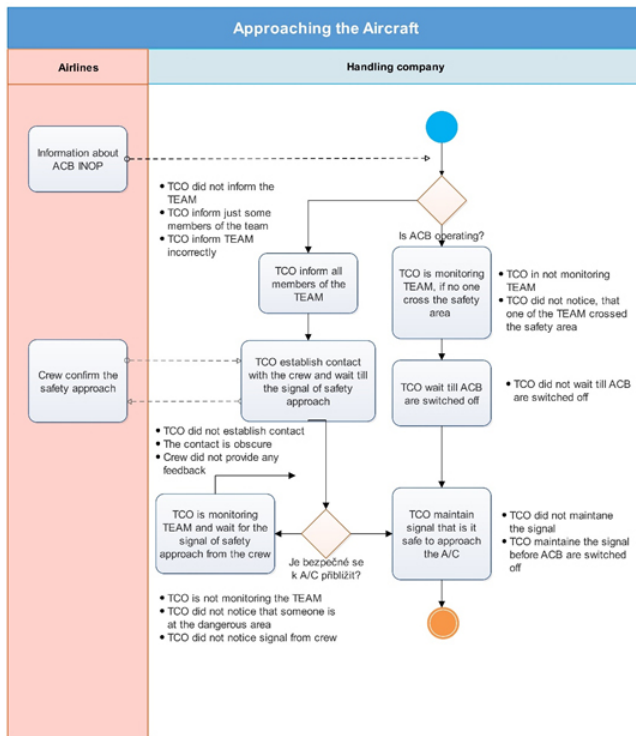 Approaching the Aircraft
Airlines
Handling company
Information about
ACB INOP
• TCO did not inform the
TEAM
• TCO inform just some
members of the team
• TCO inform TEAM
incorrectly
Is ACB operating?
TCO inform all
members of the
TEAM
TCO is monitoring
TEAM, if no one
cross the safety
area
• TCO in not monitoring
TEAM
• TCO did not notice, that
one of the TEAM crossed
the safety area
Crew confirm the
safety approach
TCO establish contact
with the crew and wait till
the signal of safety
approach
TCO wait till ACB
are switched off
• TCO did not wait till ACB
are switched off
• TCO did not establish contact
• The contact is obscure
• Crew did not provide any
feedback
TCO is monitoring
TEAM and wait for the
signal of safety
approach from the crew
Je bezpečné se
k A/C přiblížit?
TCO maintain
signal that is it
safe to approach
the A/C
• TCO did not maintane
the signal
• TCO maintaine the signal
before ACB are switched
off
• TCO is not monitoring the TEAM
• TCO did not notice that someone is
at the dangerous area
• TCO did not notice signal from crew